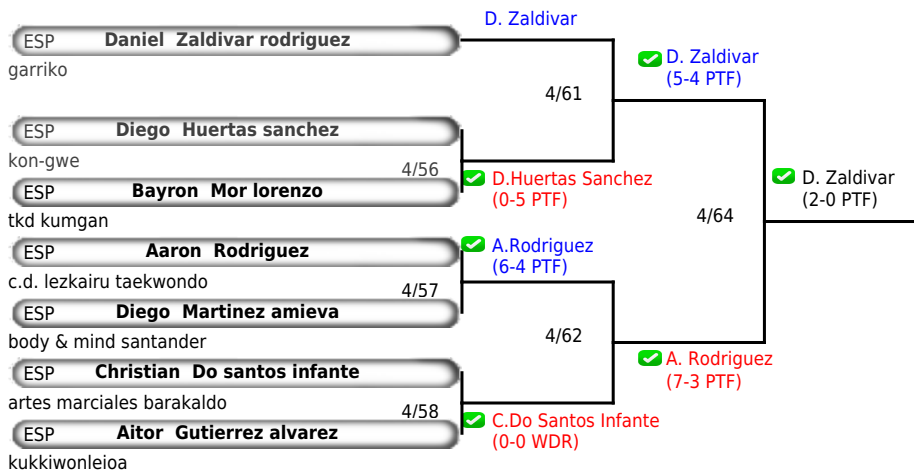 D. Zaldivar
ESP Daniel Zaldivar rodriguez
garriko
D. Zaldivar
(5-4 PTF)
4/61
ESP Diego Huertas sanchez
kon-gwe
4/56
ESP Bayron Mor lorenzo
tkd kumgan
D.Huertas Sanchez
(0-5 PTF)
D. Zaldivar
(2-0 PTF)
4/64
ESP Aaron Rodriguez
c.d. lezkairu taekwondo
A.Rodriguez
(6-4 PTF)
4/57
ESP Diego Martinez amieva
body & mind santander
4/62
A. Rodriguez
(7-3 PTF)
ESP Christian Do santos infante
artes marciales barakaldo
4/58
ESP Aitor Gutierrez alvarez
kukkiwonleioa
C.Do Santos Infante
(0-0 WDR)